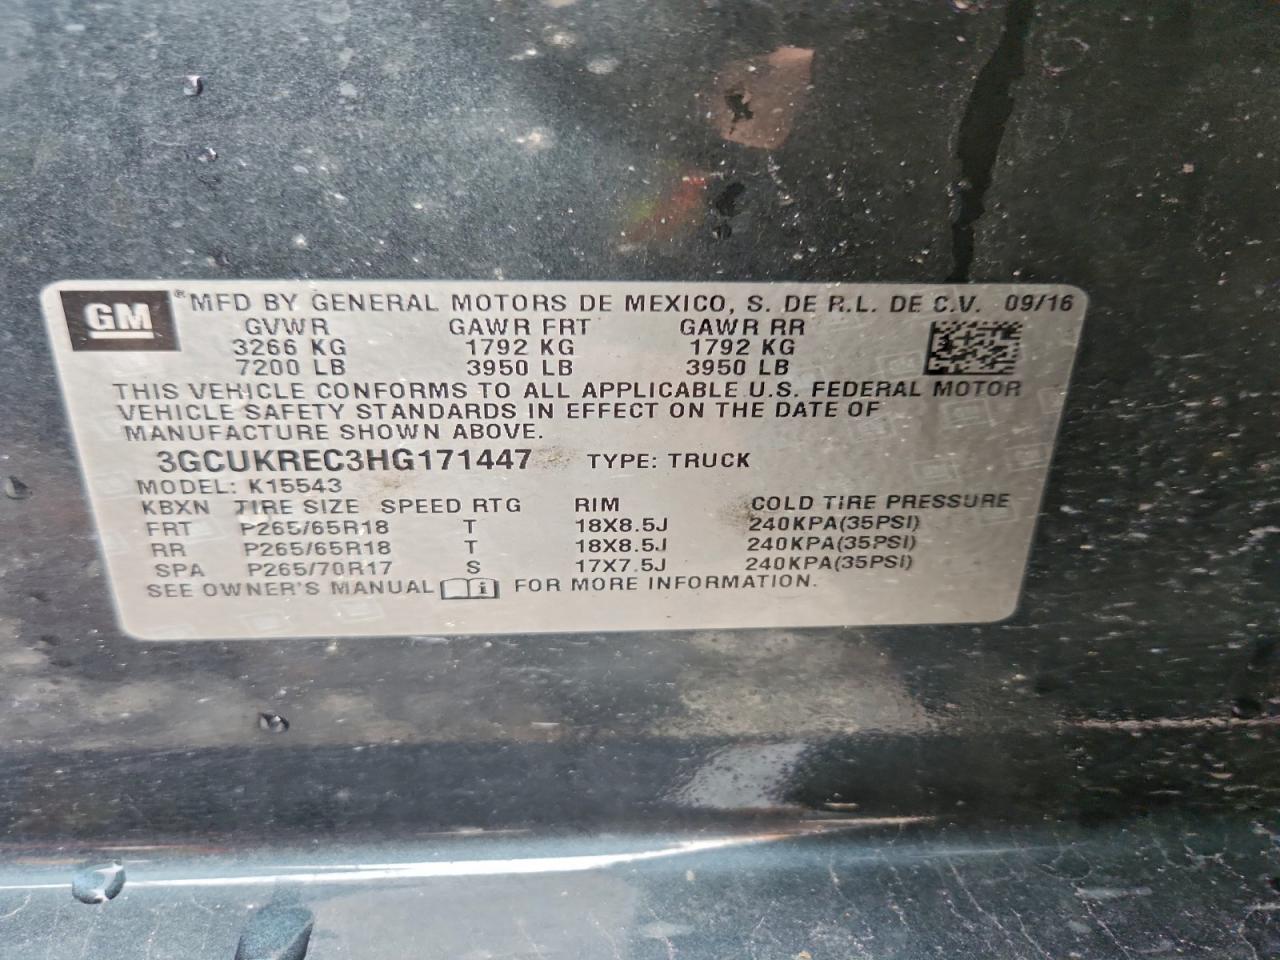 GM ® MFD BY GENERAL MOTORS DE MEXICO, S. DE R.L. DE C.V. 09/16
GVWR GAWR FRT GAWR RR
3266 KG 1792 KG 1792 KG
7200 LB 3950 LB 3950 LB
THIS VEHICLE CONFORMS TO ALL APPLICABLE U.S. FEDERAL MOTOR
VEHICLE SAFETY STANDARDS IN EFFECT ON THE DATE OF
MANUFACTURE SHOWN ABOVE.
3GCUKREC3HG171447 TYPE: TRUCK
MODEL: K15543
KBXN TIRE SIZE SPEED RTG RIM COLD TIRE PRESSURE
FRT P265/65R18 T 18X8.5J 240KPA(35PSI)
RR P265/65R18 T 18X8.5J 240KPA(35PSI)
SPA P265/70R17 S 17X7.5J 240KPA(35PSI)
SEE OWNER'S MANUAL i FOR MORE INFORMATION.